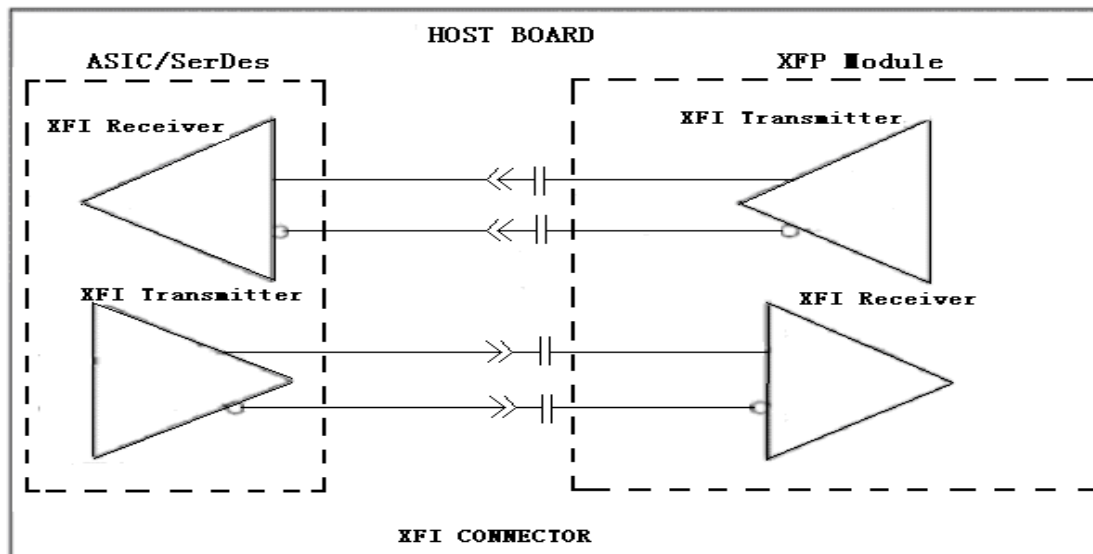 HOST BOARD
ASIC/SerDes
XFP Module
XFI Receiver
XFI Transmitter
XFI Transmitter
XFI Receiver
XFI CONNECTOR